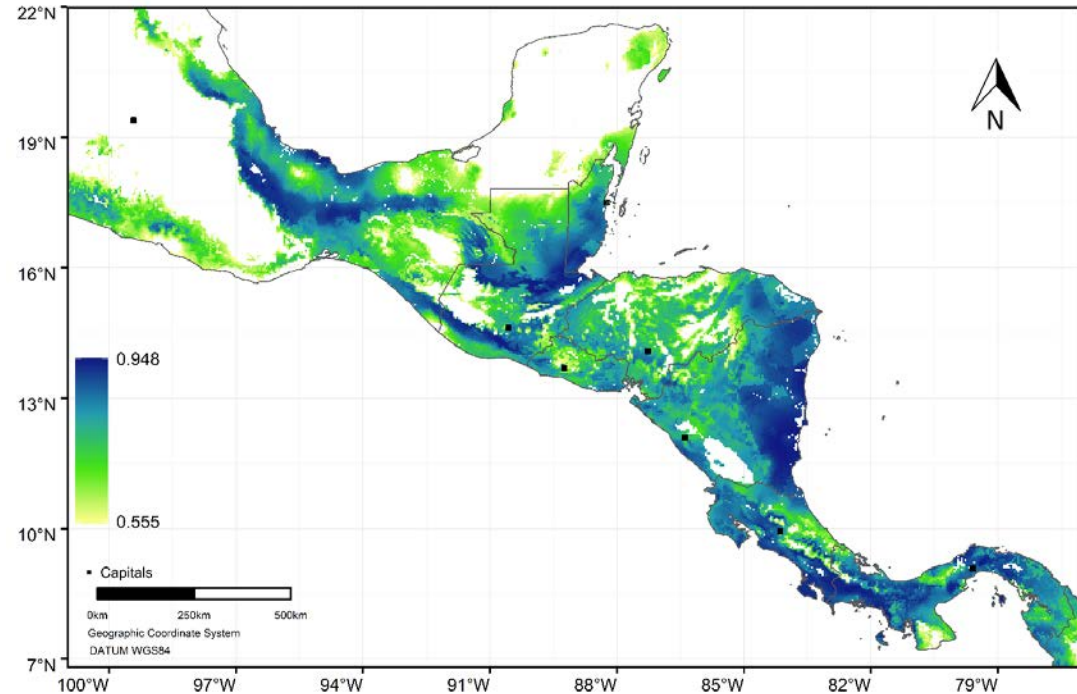 22°N
19°N
16°N
13°N
10°N
7°N
N
0.948
0.555
Capitals
0km 250km 500km
Geographic Coordinate System
DATUM WGS84
100°W 97°W 94°W 91°W 88°W 85°W 82°W 79°W